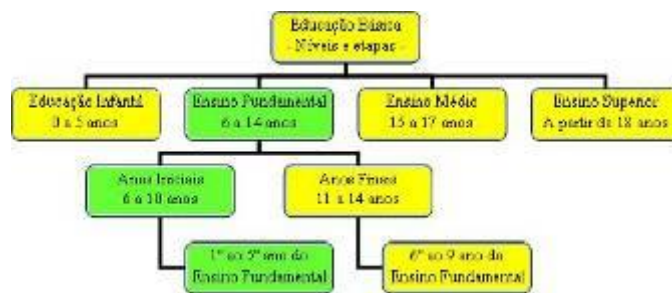 Educação Básica
- Níveis e etapas -
Educação Infantil
0 a 5 anos
Ensino Fundamental
6 a 14 anos
Ensino Médio
15 a 17 anos
Ensino Superior
A partir de 18 anos
Anos Iniciais
6 a 10 anos
Anos Finais
11 a 14 anos
1º ao 5º ano do
Ensino Fundamental
6º ao 9 ano do
Ensino Fundamental